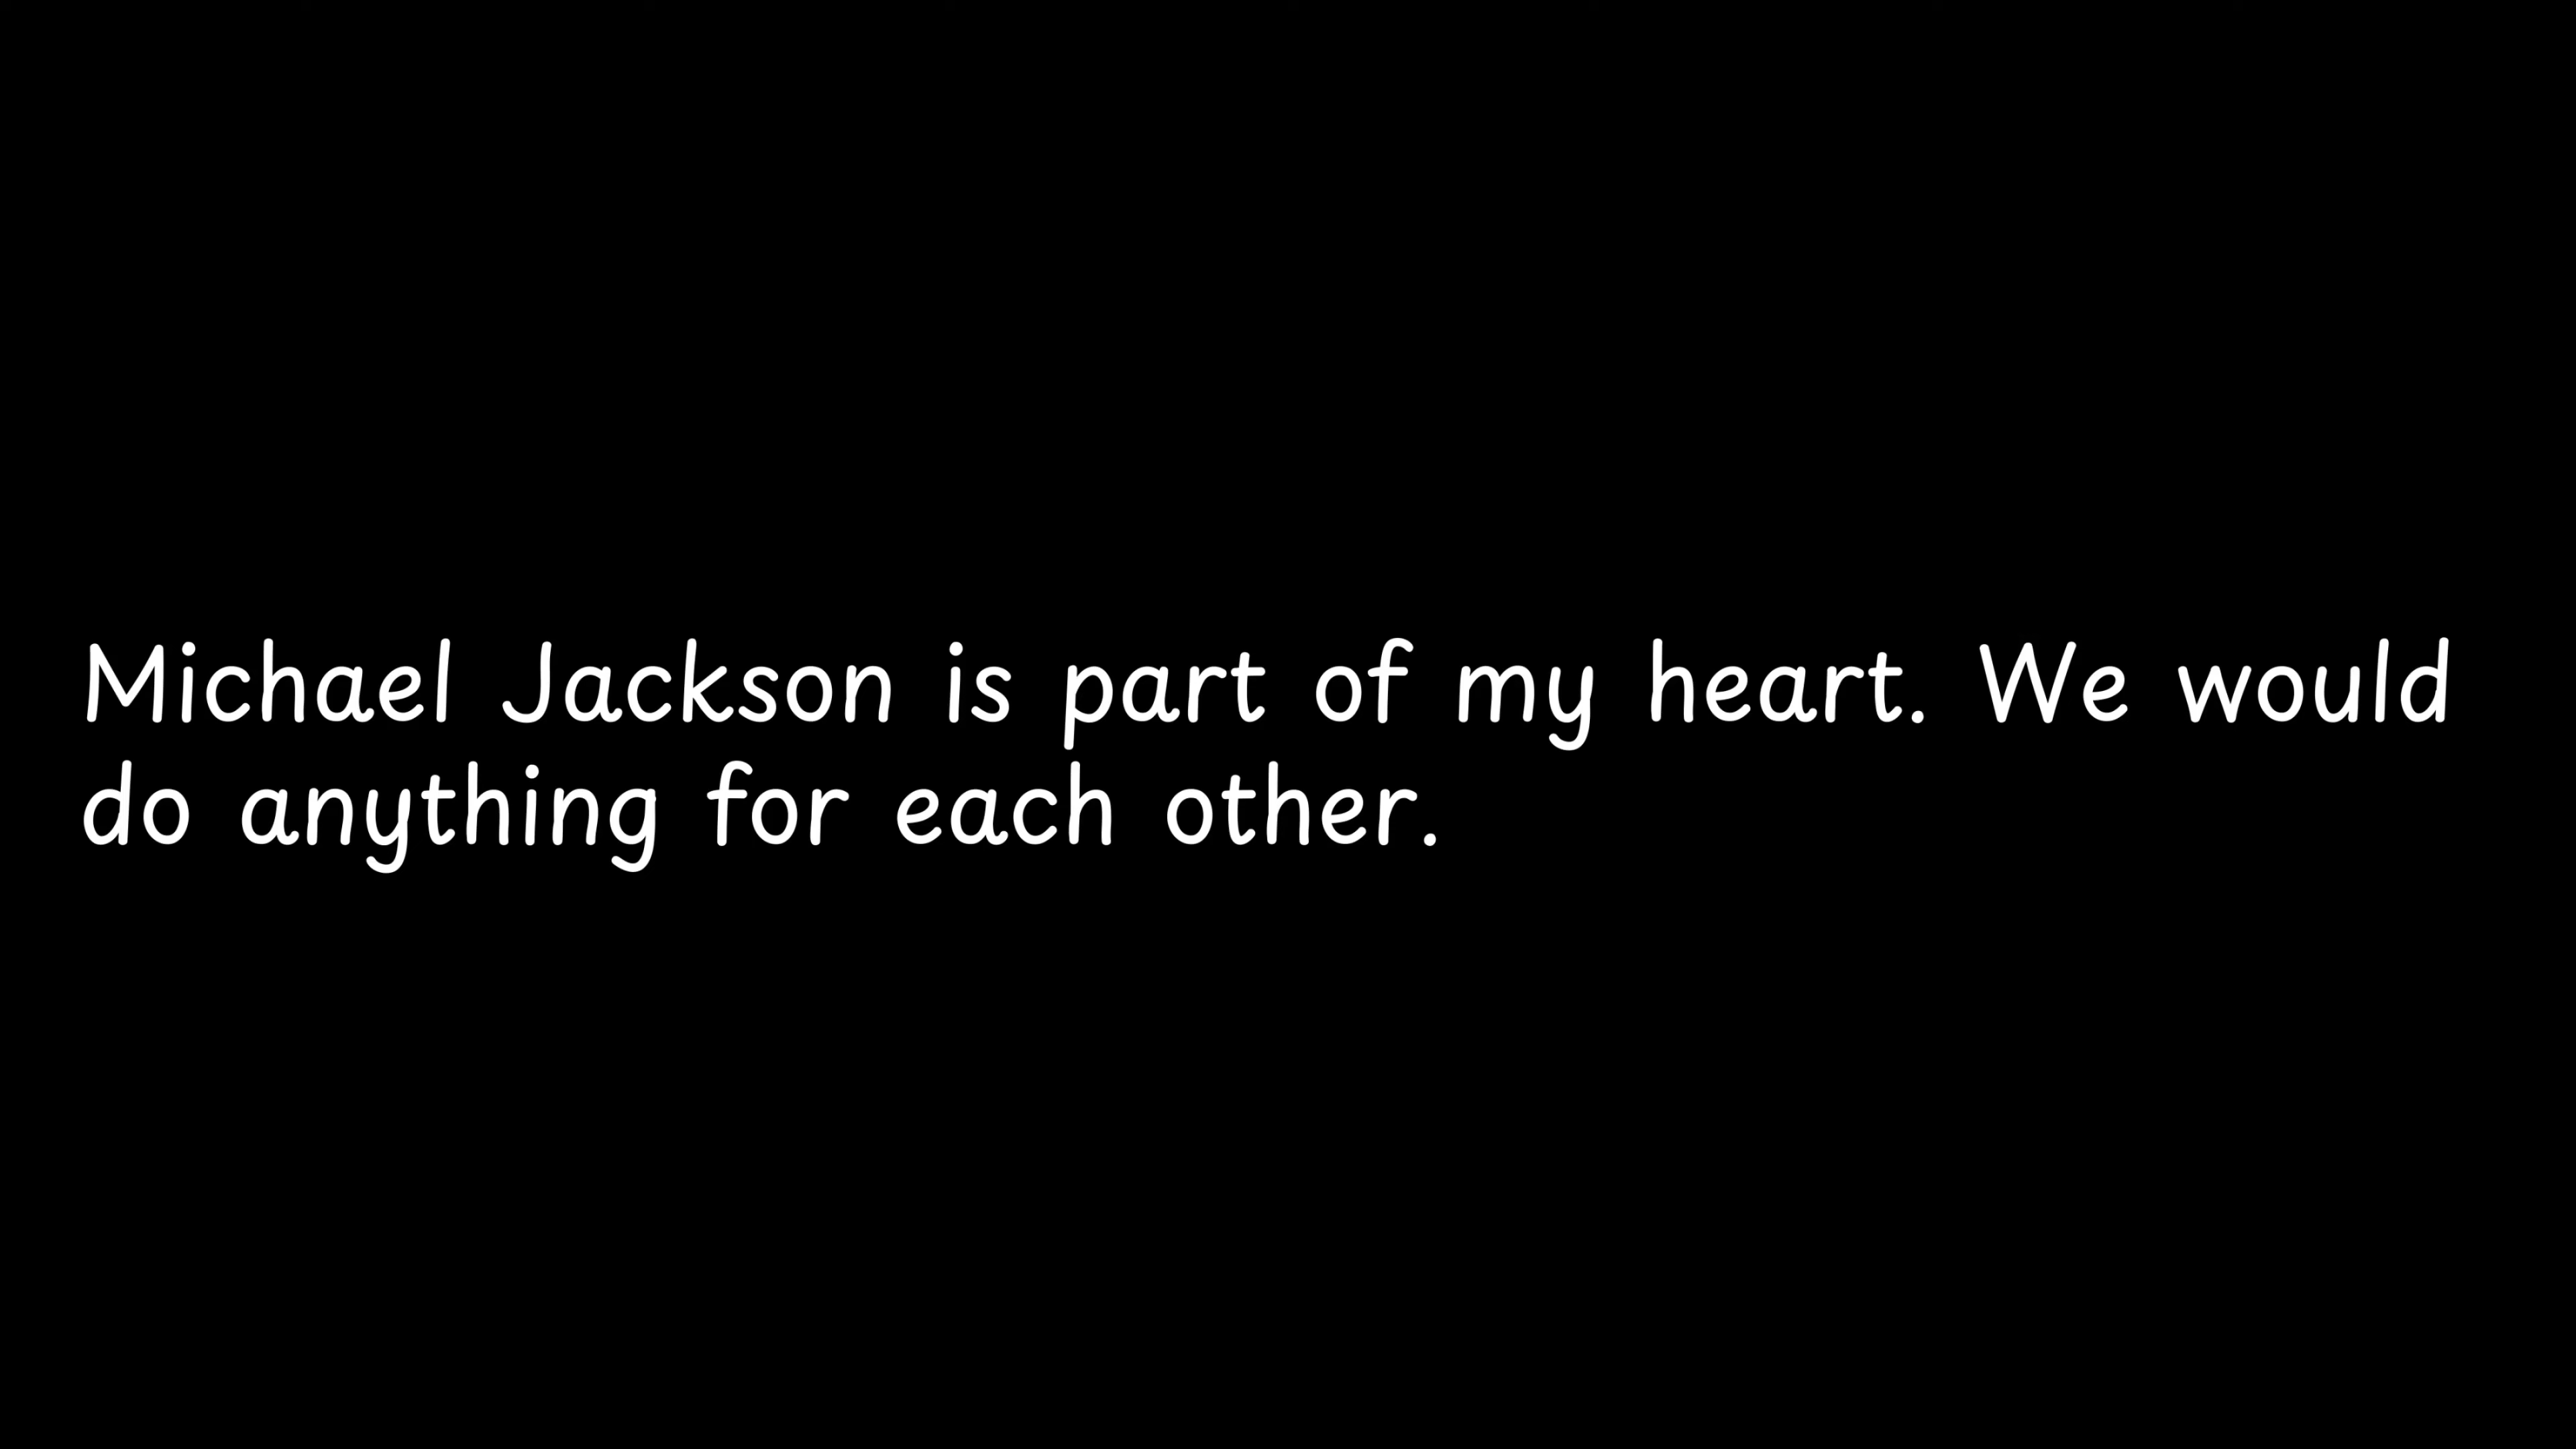 Michael Jackson is part of my heart. We would
do anything for each other.